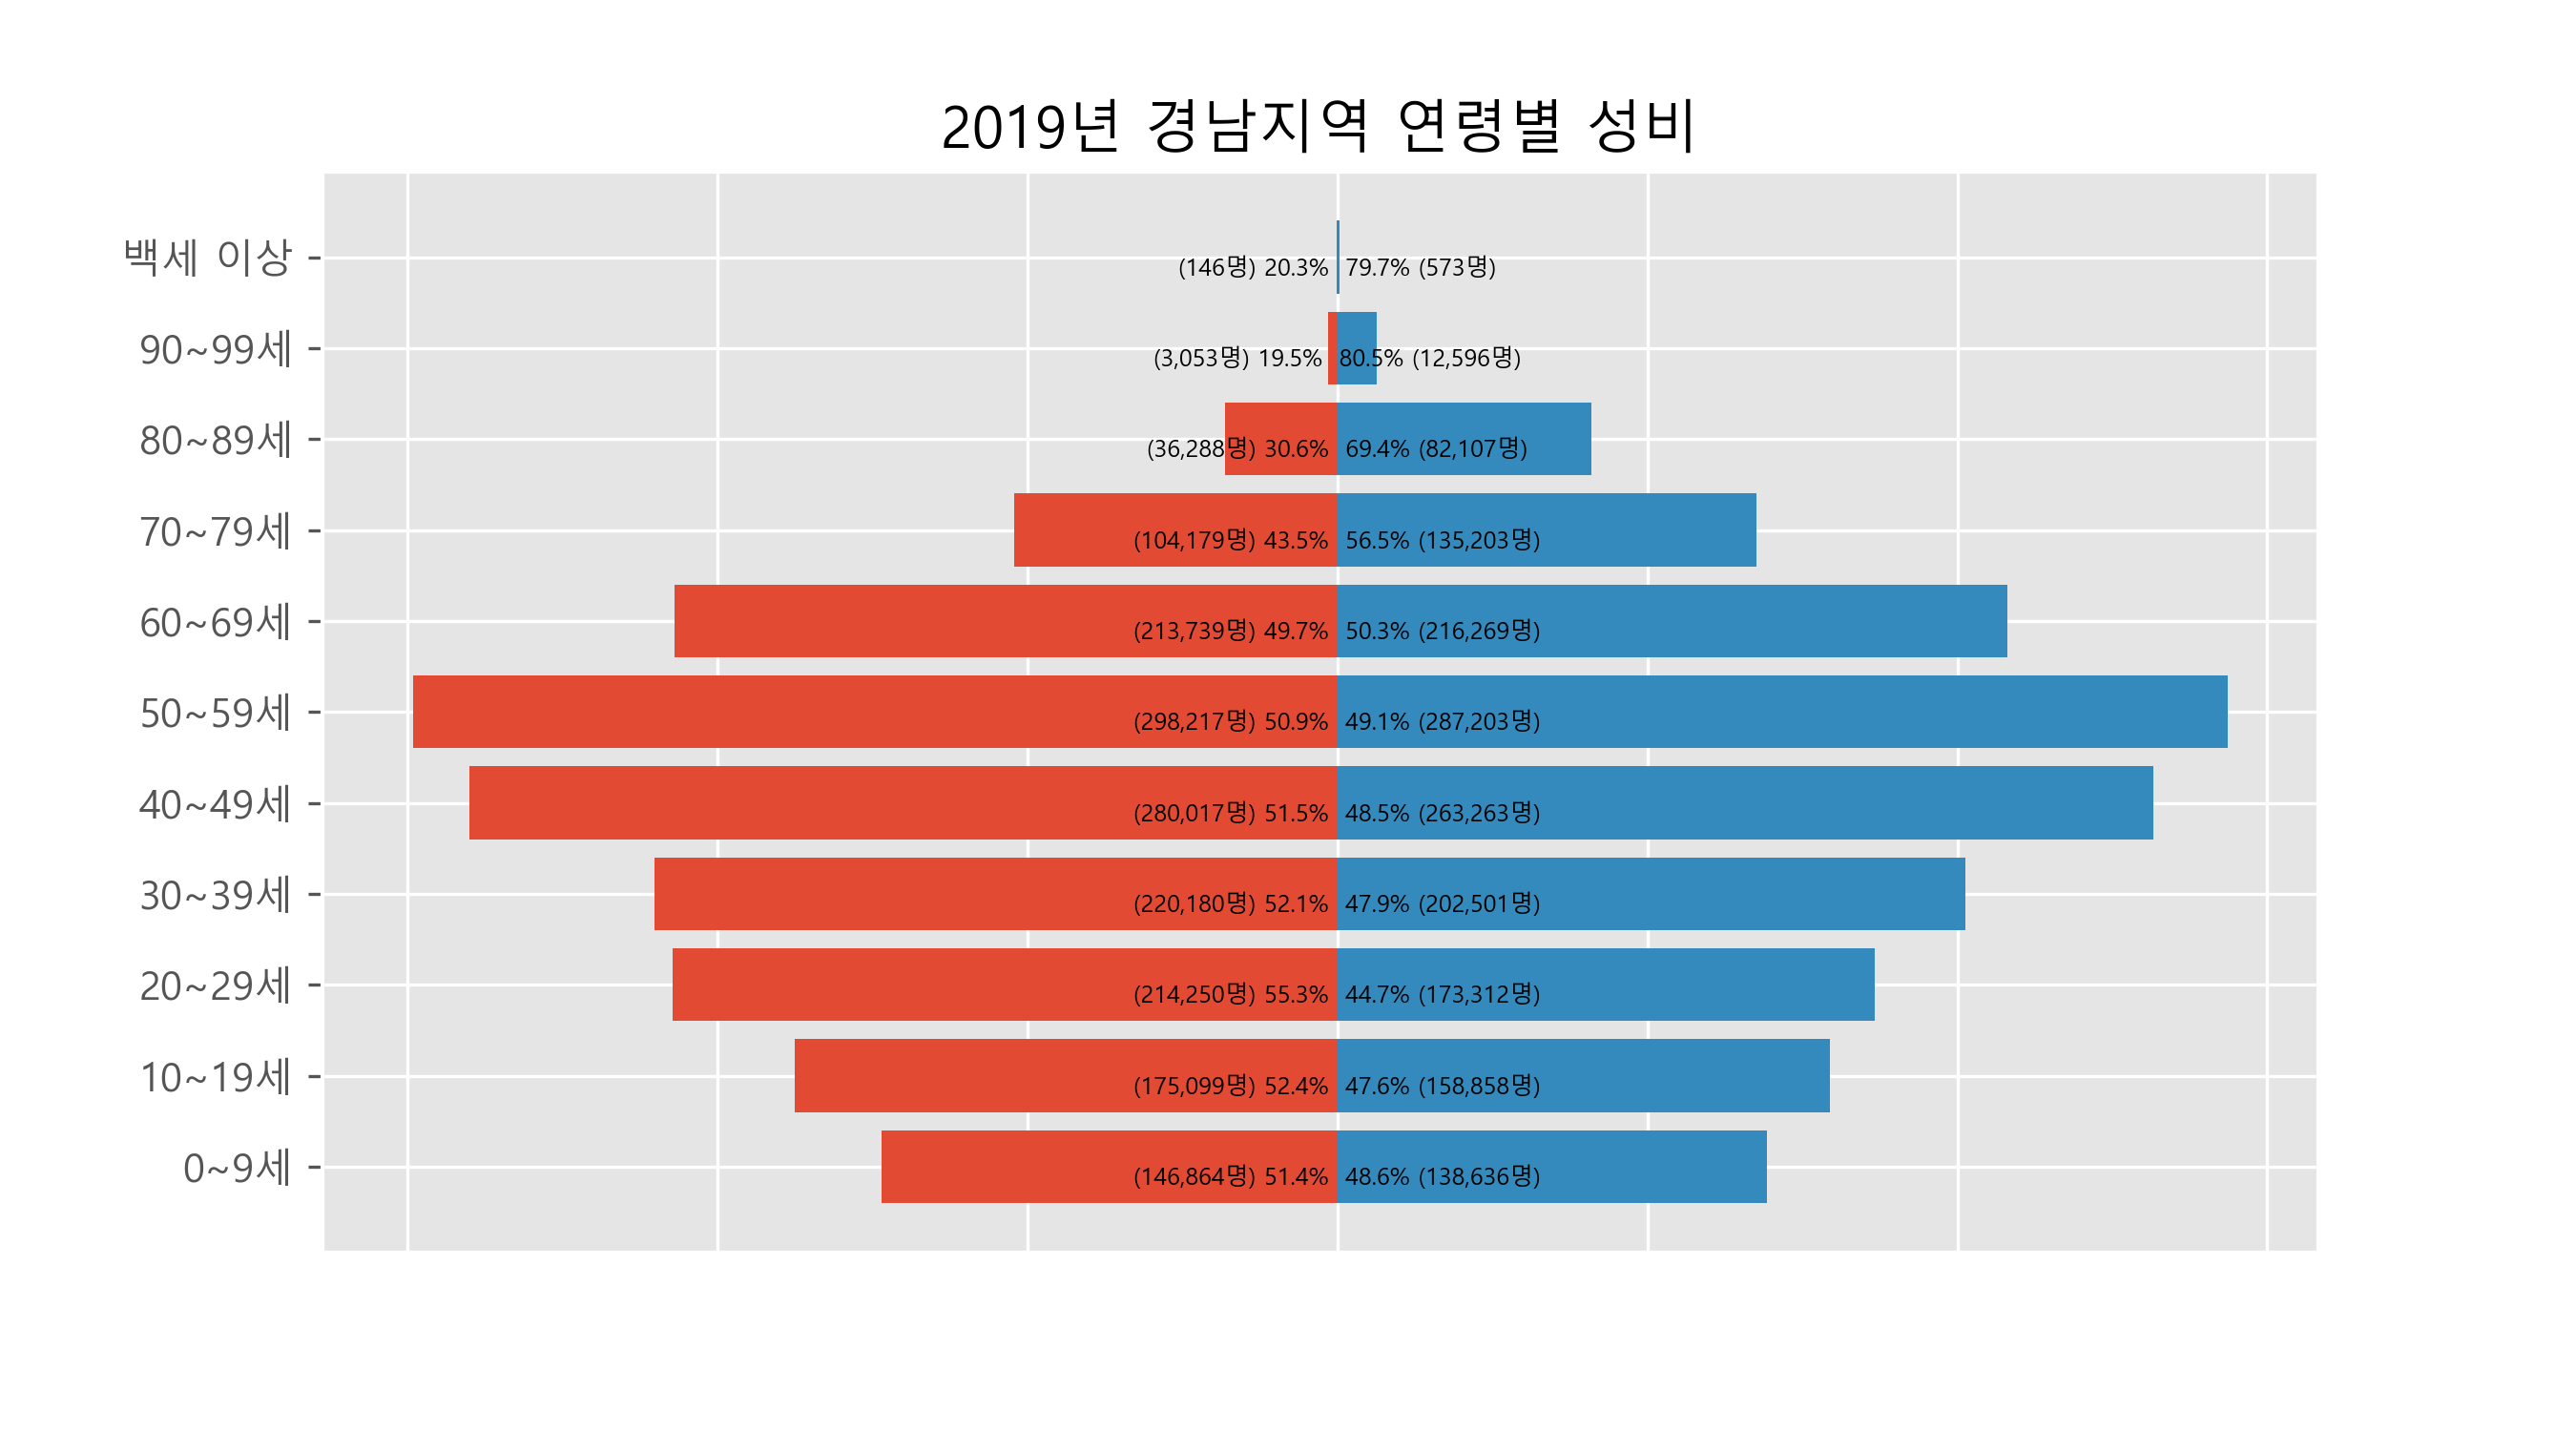 2019년 경남지역 연령별 성비
백세 이상 (146명) 20.3% 79.7% (573명)
90~99세 (3,053명) 19.5% 80.5% (12,596명)
80~89세 (36,288명) 30.6% 69.4% (82,107명)
70~79세 (104,179명) 43.5% 56.5% (135,203명)
60~69세 (213,739명) 49.7% 50.3% (216,269명)
50~59세 (298,217명) 50.9% 49.1% (287,203명)
40~49세 (280,017명) 51.5% 48.5% (263,263명)
30~39세 (220,180명) 52.1% 47.9% (202,501명)
20~29세 (214,250명) 55.3% 44.7% (173,312명)
10~19세 (175,099명) 52.4% 47.6% (158,858명)
0~9세 (146,864명) 51.4% 48.6% (138,636명)